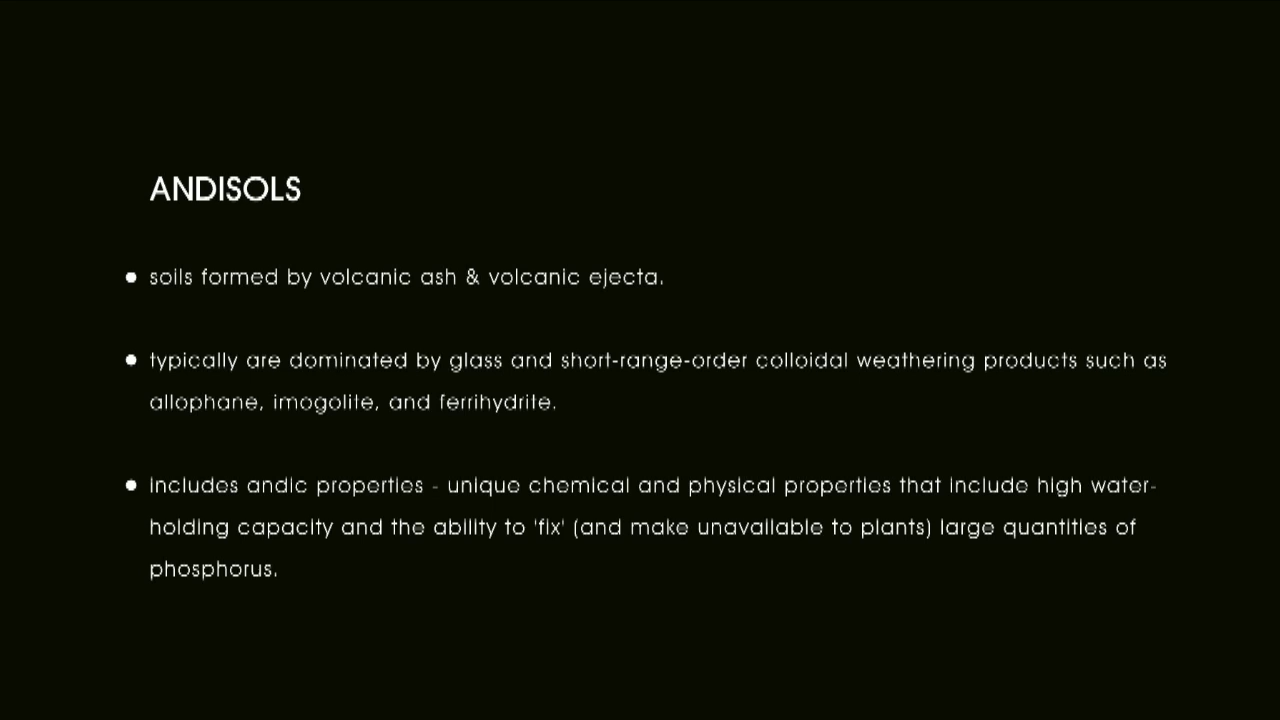 ANDISOLS
● soils formed by volcanic ash & volcanic ejecta.
● typically are dominated by glass and short-range-order colloidal weathering products such as
allophane, imogolite, and ferrihydrite.
● includes andic properties - unique chemical and physical properties that include high water-
holding capacity and the ability to 'fix' (and make unavailable to plants) large quantities of
phosphorus.